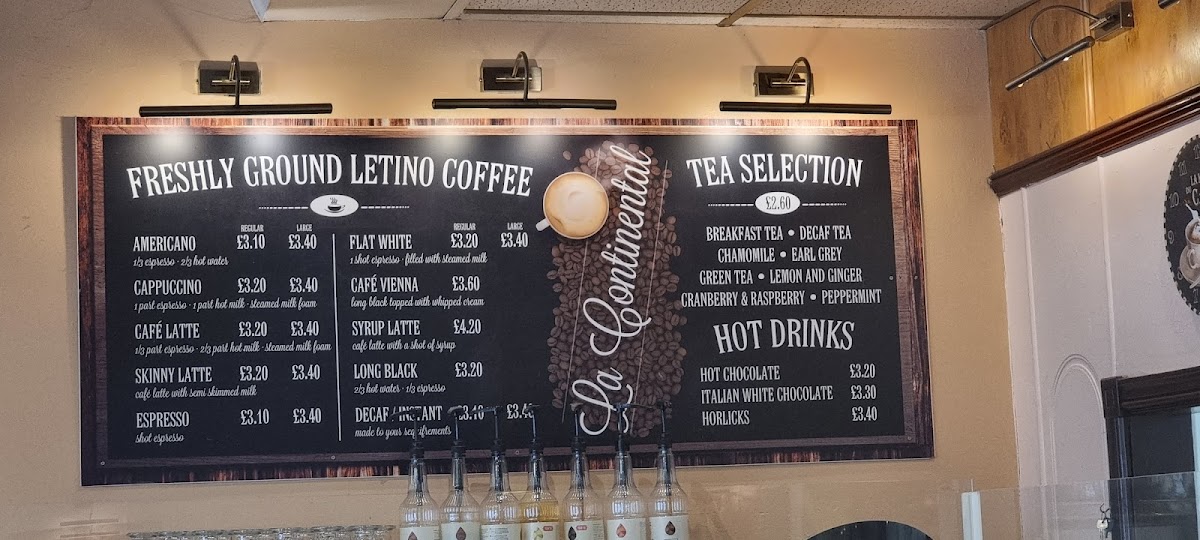 FRESHLY GROUND LETINO COFFEE
REGULAR LARGE
AMERICANO £3.10 £3.40
1/3 espresso · 2/3 hot water
CAPPUCCINO £3.20 £3.40
1 part espresso · 1 part hot milk · steamed milk foam
CAFÉ LATTE £3.20 £3.40
1/3 part espresso · 2/3 part hot milk · steamed milk foam
SKINNY LATTE £3.20 £3.40
café latte with semi skimmed milk
ESPRESSO £3.10 £3.40
shot espresso
REGULAR LARGE
FLAT WHITE £3.20 £3.40
1 shot espresso · filled with steamed milk
CAFÉ VIENNA £3.60
long black topped with whipped cream
SYRUP LATTE £4.20
café latte with a shot of syrup
LONG BLACK £3.20
2/3 hot water · 1/3 espresso
DECAF / INSTANT £3.10 £3.40
made to your requirements
La Continental
TEA SELECTION
£2.60
BREAKFAST TEA • DECAF TEA
CHAMOMILE • EARL GREY
GREEN TEA • LEMON AND GINGER
CRANBERRY & RASPBERRY • PEPPERMINT
HOT DRINKS
HOT CHOCOLATE £3.20
ITALIAN WHITE CHOCOLATE £3.30
HORLICKS £3.40